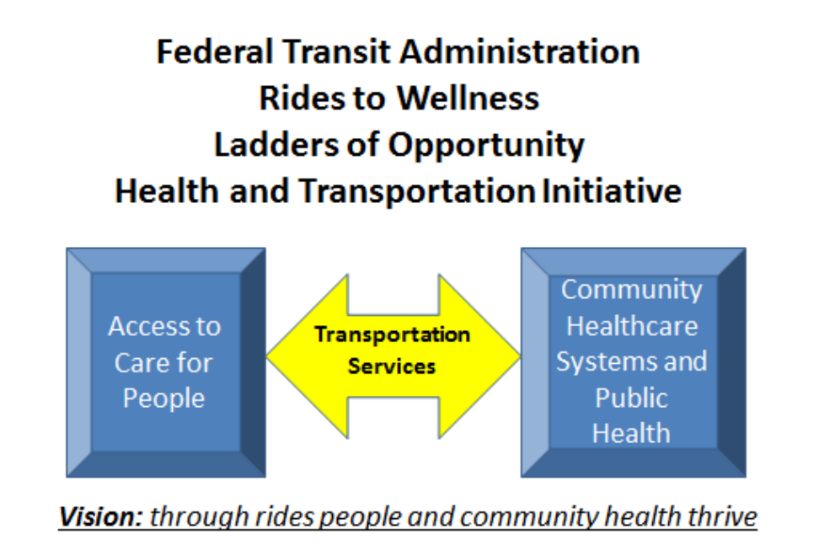 Federal Transit Administration
Rides to Wellness
Ladders of Opportunity
Health and Transportation Initiative
Access to
Care for
People
Transportation
Services
Community
Healthcare
Systems and
Public
Health
Vision: through rides people and community health thrive